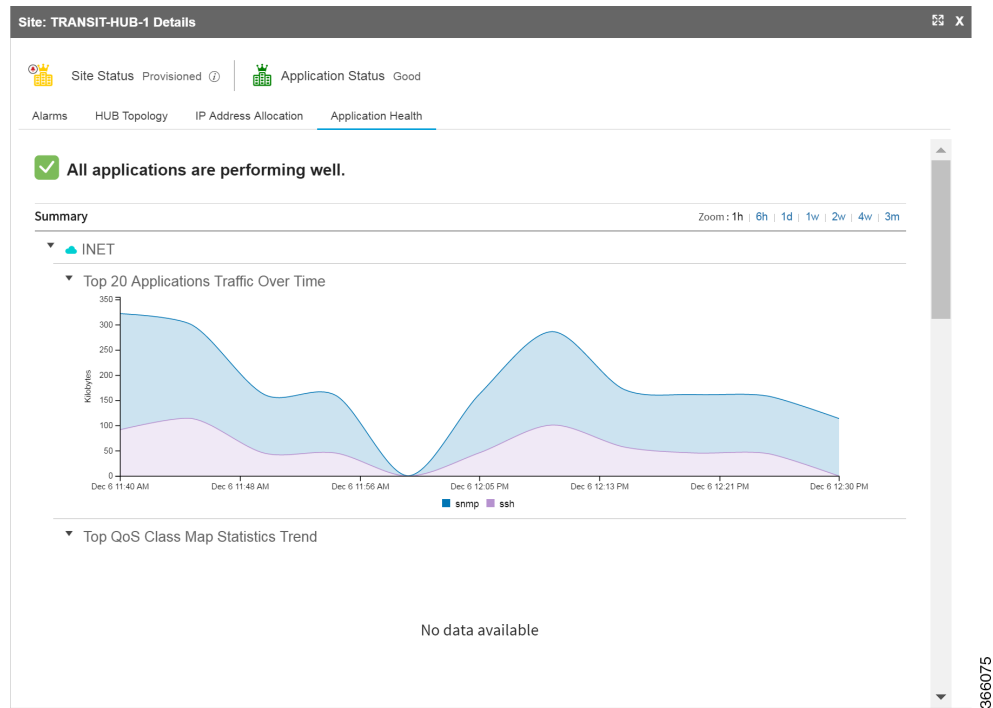 Site: TRANSIT-HUB-1 Details X
Site Status Provisioned i Application Status Good
Alarms HUB Topology IP Address Allocation Application Health
All applications are performing well.
Summary Zoom : 1h | 6h | 1d | 1w | 2w | 4w | 3m
INET
Top 20 Applications Traffic Over Time
350
300
250
200
150
100
50
0
Kilobytes
Dec 6 11:40 AM Dec 6 11:48 AM Dec 6 11:56 AM Dec 6 12:05 PM Dec 6 12:13 PM Dec 6 12:21 PM Dec 6 12:30 PM
snmp ssh
Top QoS Class Map Statistics Trend
No data available
366075